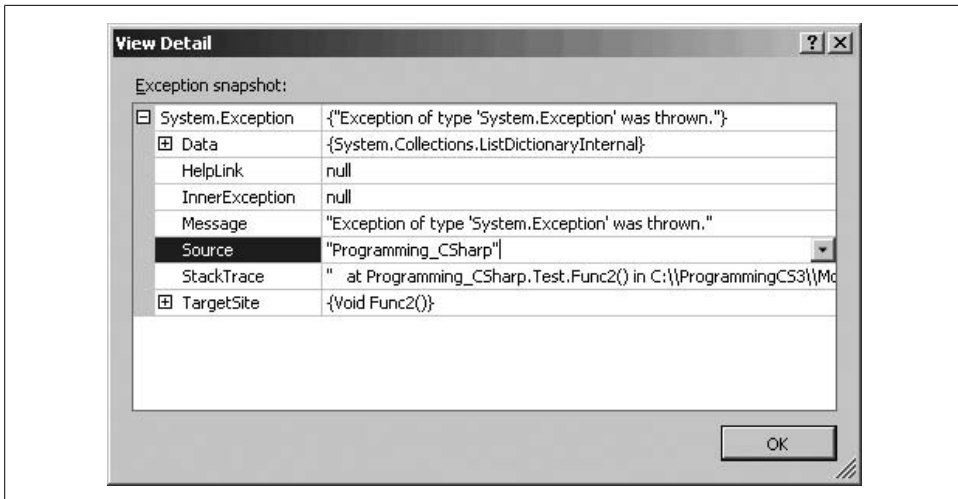 View Detail
Exception snapshot:
System.Exception {"Exception of type 'System.Exception' was thrown."}
Data {System.Collections.ListDictionaryInternal}
HelpLink null
InnerException null
Message "Exception of type 'System.Exception' was thrown."
Source "Programming_CSharp"
StackTrace "   at Programming_CSharp.Test.Func2() in C:\\ProgrammingCS3\\Mo
TargetSite {Void Func2()}
OK